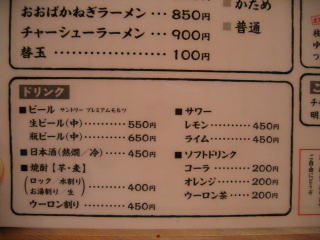 おおばかねぎラーメン … 850円
チャーシューラーメン … 900円
替玉 ……………… 100円
かため
普通
ドリンク
■ビール サントリー プレミアムモルツ
生ビール(中) ……… 550円
瓶ビール(中) ……… 650円
■日本酒(熱燗／冷) …… 450円
■焼酎【芋・麦】
(ロック 水割り
お湯割り 生) …… 400円
ウーロン割り ……… 450円
■サワー
レモン ……… 450円
ライム ……… 450円
■ソフトドリンク
コーラ ……… 200円
オレンジ ……… 200円
ウーロン茶 …… 200円